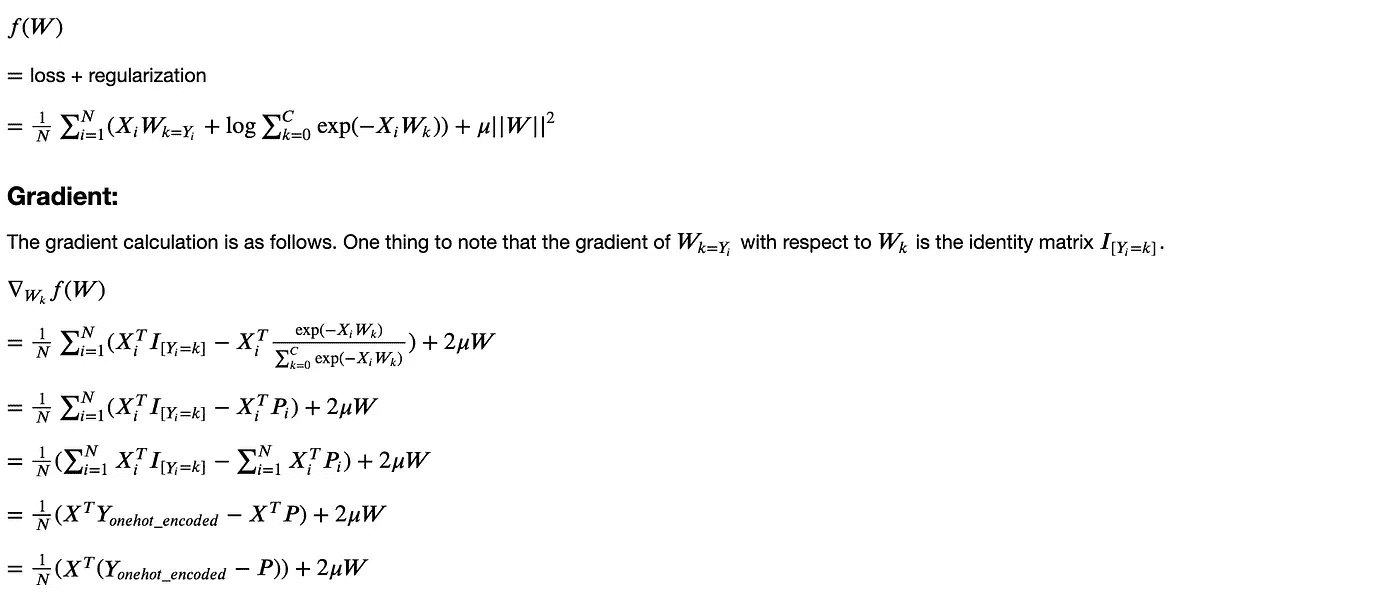 f(W)
= loss + regularization
= \frac{1}{N} \sum_{i=1}^{N} (X_i W_{k=Y_i} + \log \sum_{k=0}^{C} \exp(-X_i W_k)) + \mu ||W||^2
Gradient:
The gradient calculation is as follows. One thing to note that the gradient of W_{k=Y_i} with respect to W_k is the identity matrix I_{[Y_i=k]}.
\nabla_{W_k} f(W)
= \frac{1}{N} \sum_{i=1}^{N} (X_i^T I_{[Y_i=k]} - X_i^T \frac{\exp(-X_i W_k)}{\sum_{k=0}^{C} \exp(-X_i W_k)}) + 2\mu W
= \frac{1}{N} \sum_{i=1}^{N} (X_i^T I_{[Y_i=k]} - X_i^T P_i) + 2\mu W
= \frac{1}{N} (\sum_{i=1}^{N} X_i^T I_{[Y_i=k]} - \sum_{i=1}^{N} X_i^T P_i) + 2\mu W
= \frac{1}{N} (X^T Y_{onehot\_encoded} - X^T P) + 2\mu W
= \frac{1}{N} (X^T (Y_{onehot\_encoded} - P)) + 2\mu W